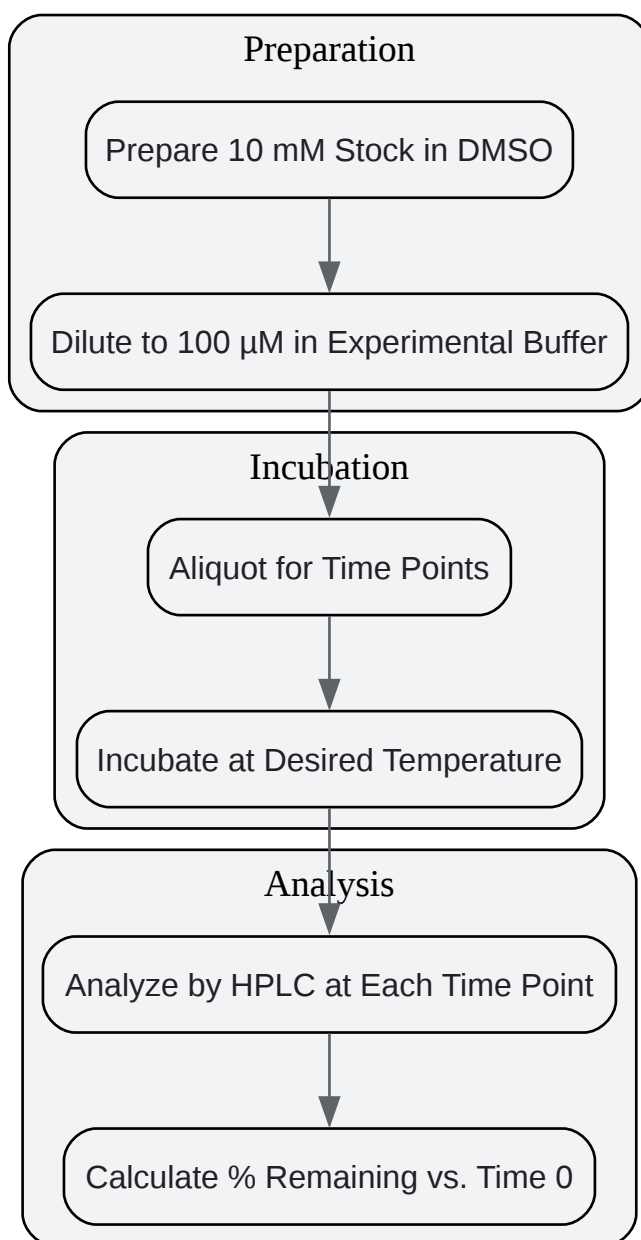 Preparation
Prepare 10 mM Stock in DMSO
Dilute to 100 µM in Experimental Buffer
Incubation
Aliquot for Time Points
Incubate at Desired Temperature
Analysis
Analyze by HPLC at Each Time Point
Calculate % Remaining vs. Time 0